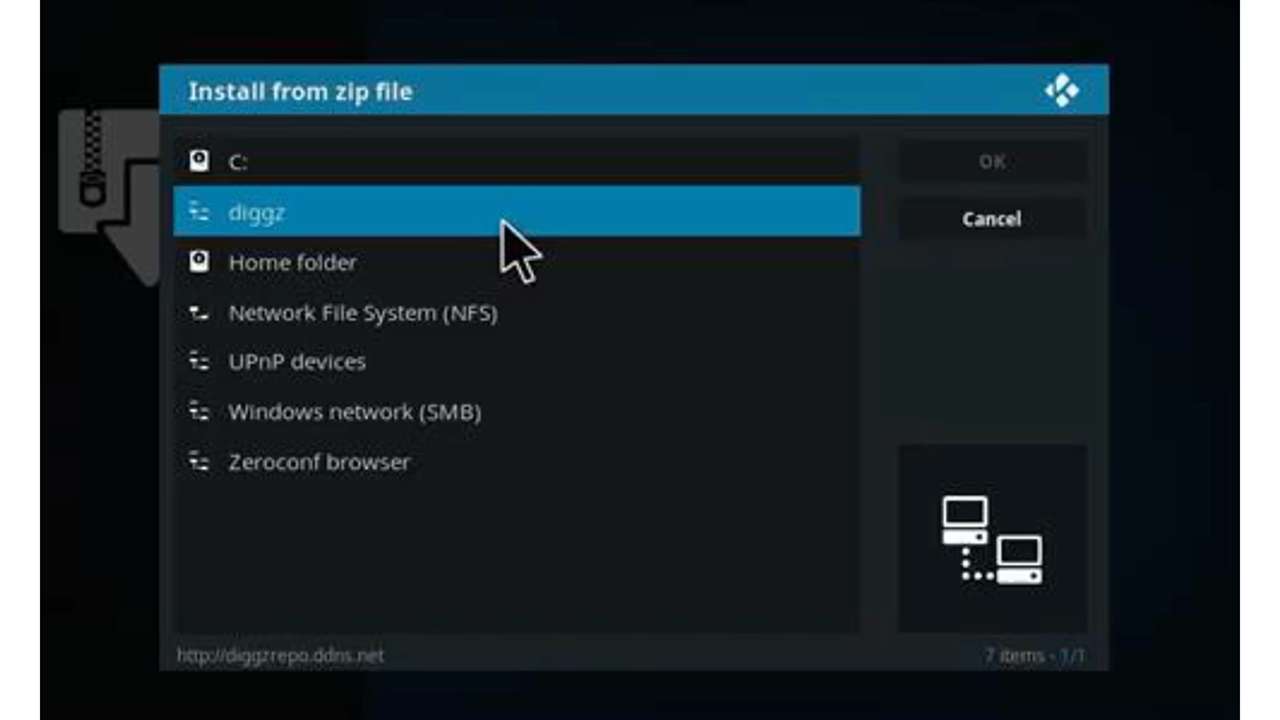 Install from zip file
C:
OK
diggz
Cancel
Home folder
Network File System (NFS)
UPnP devices
Windows network (SMB)
Zeroconf browser
http://diggzrepo.ddns.net
7 items - 1/1